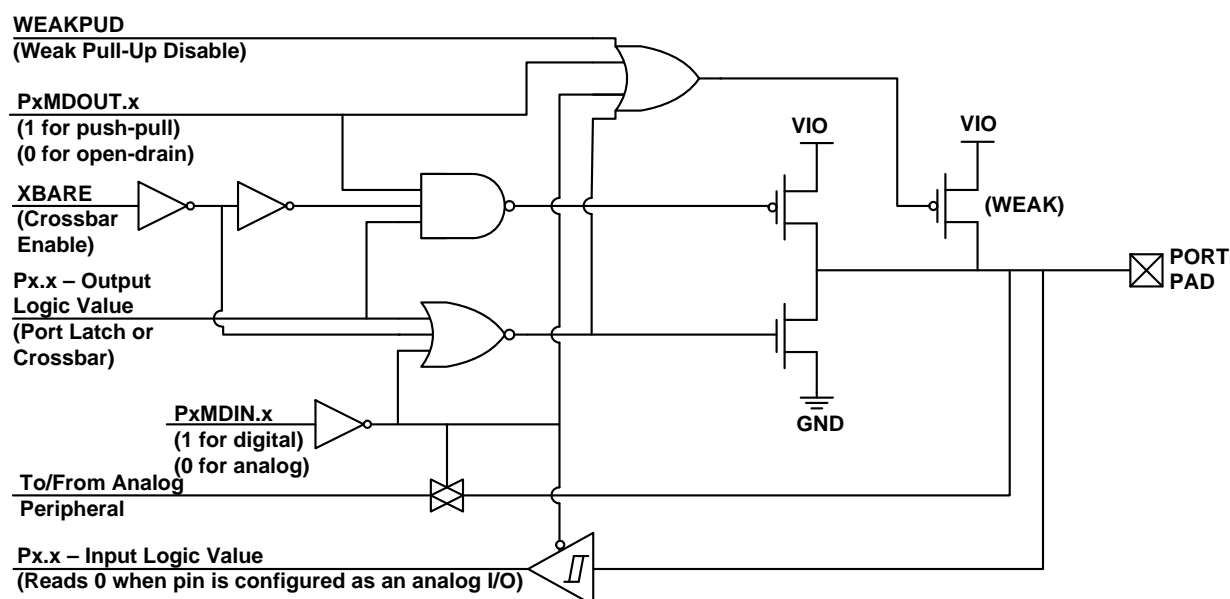 WEAKPUD
(Weak Pull-Up Disable)
PxMDOUT.x
(1 for push-pull)
(0 for open-drain)
XBARE
(Crossbar
Enable)
Px.x – Output
Logic Value
(Port Latch or
Crossbar)
PxMDIN.x
(1 for digital)
(0 for analog)
To/From Analog
Peripheral
Px.x – Input Logic Value
(Reads 0 when pin is configured as an analog I/O)
VIO
VIO
(WEAK)
PORT
PAD
GND